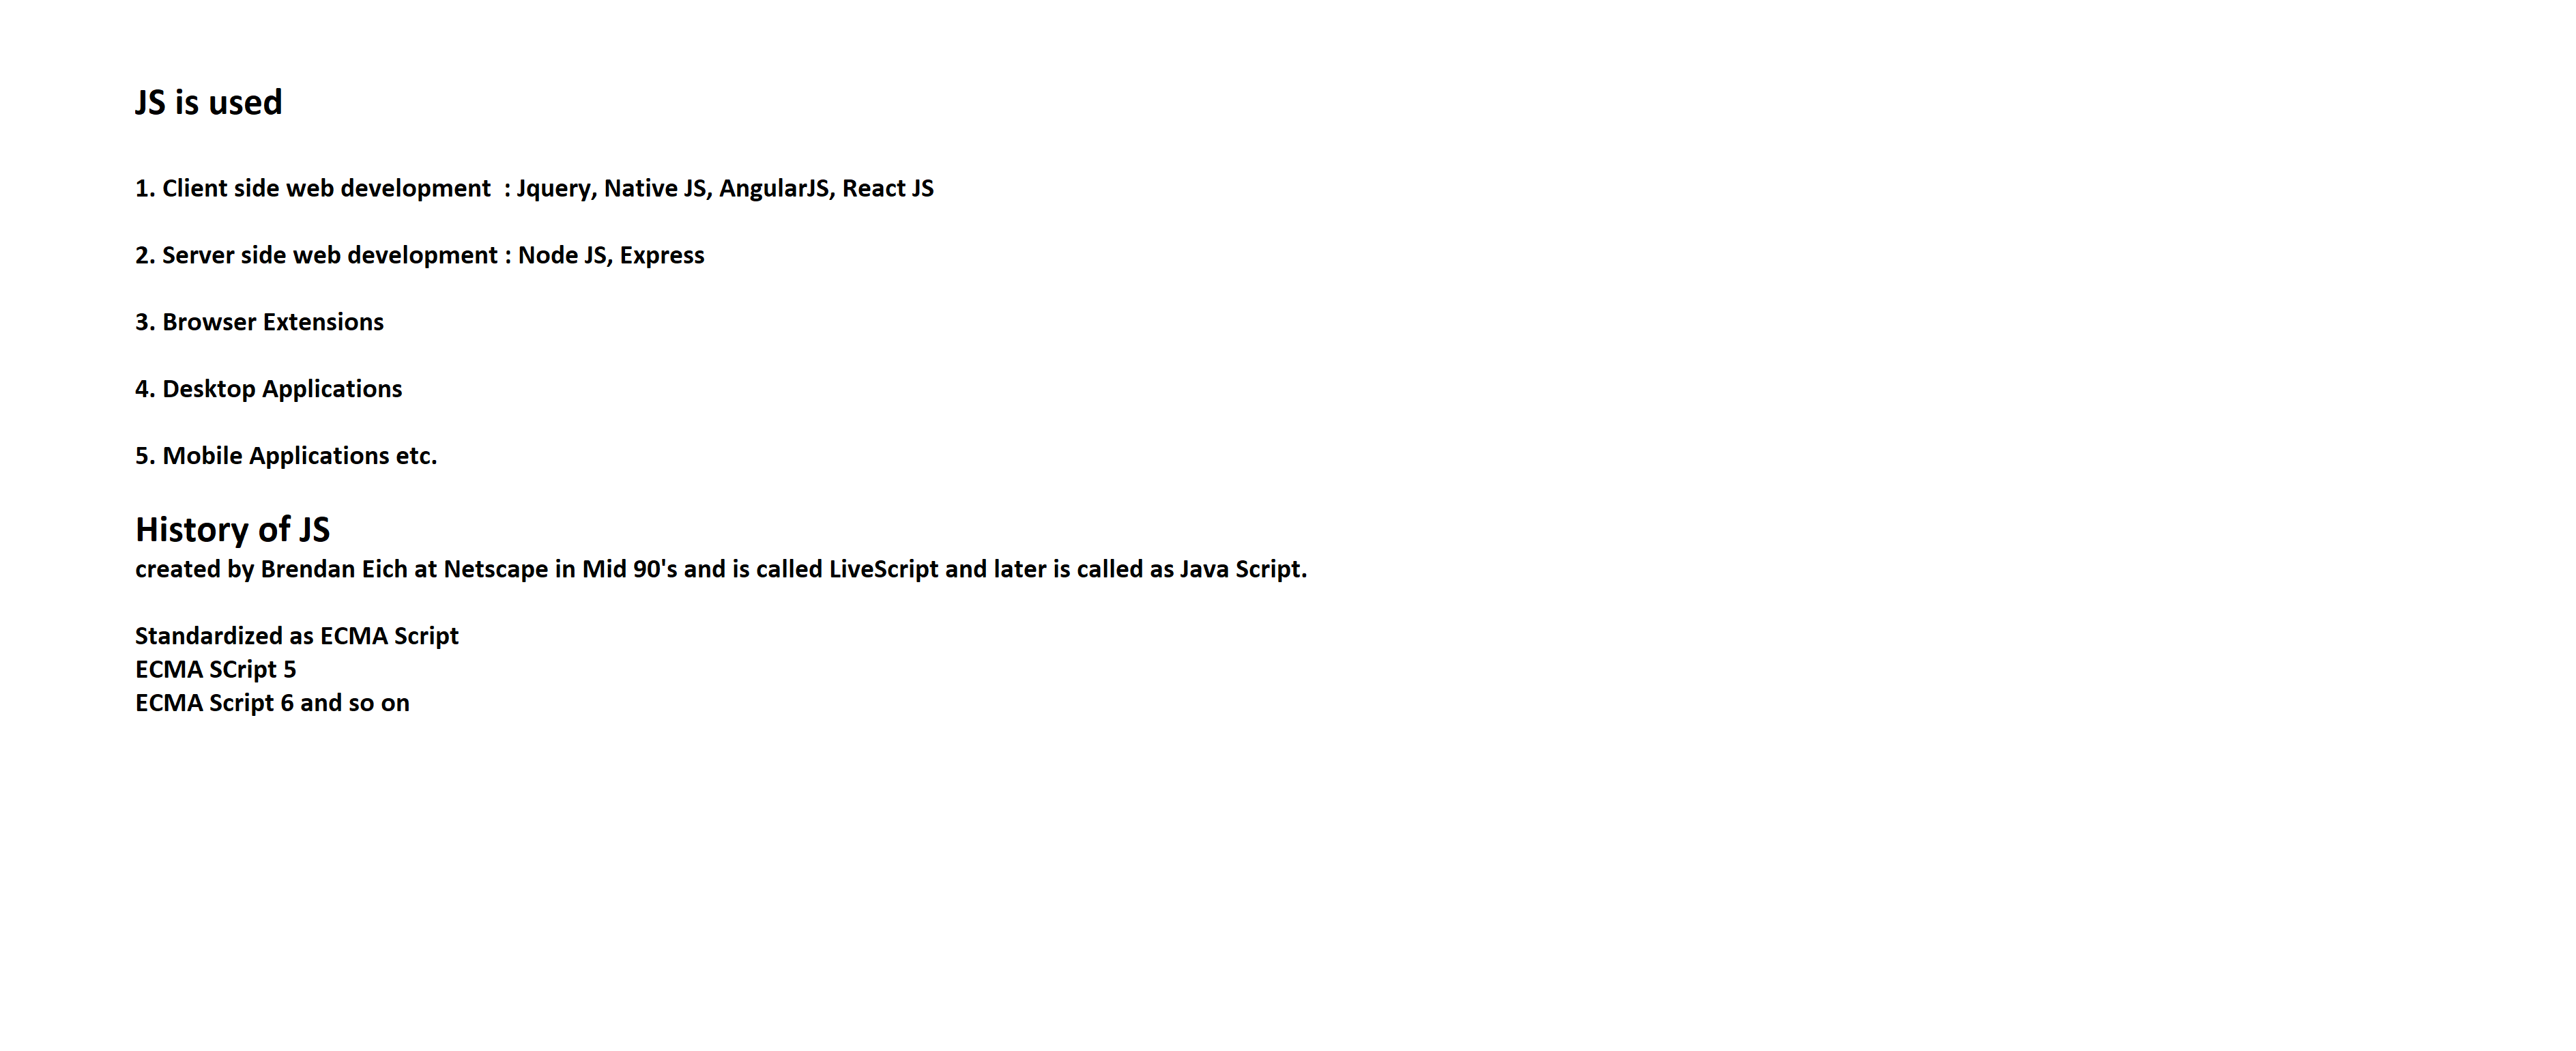 JS is used
1. Client side web development  : Jquery, Native JS, AngularJS, React JS
2. Server side web development : Node JS, Express
3. Browser Extensions
4. Desktop Applications
5. Mobile Applications etc.
History of JS
created by Brendan Eich at Netscape in Mid 90's and is called LiveScript and later is called as Java Script.
Standardized as ECMA Script
ECMA SCript 5
ECMA Script 6 and so on